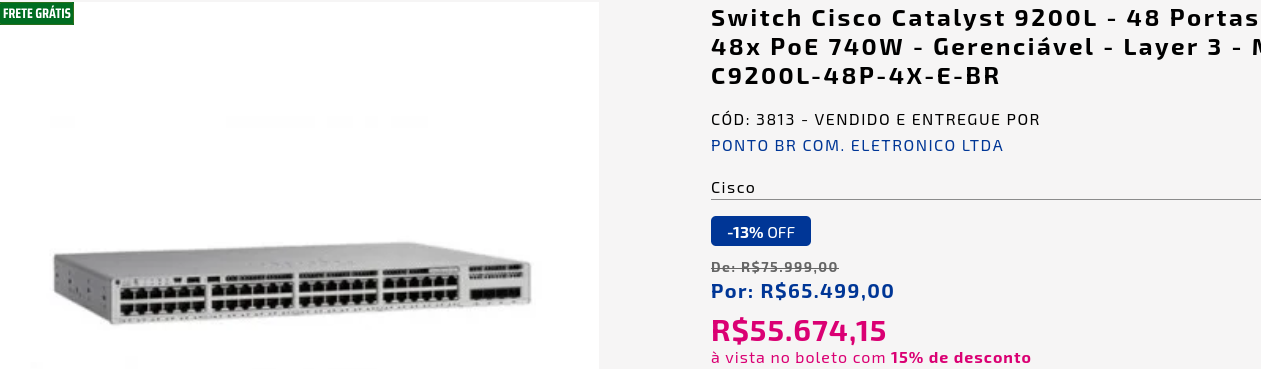 FRETE GRÁTIS
Switch Cisco Catalyst 9200L - 48 Portas
48x PoE 740W - Gerenciável - Layer 3 -
C9200L-48P-4X-E-BR
CÓD: 3813 - VENDIDO E ENTREGUE POR
PONTO BR COM. ELETRONICO LTDA
Cisco
-13% OFF
De: R$75.999,00
Por: R$65.499,00
R$55.674,15
à vista no boleto com 15% de desconto